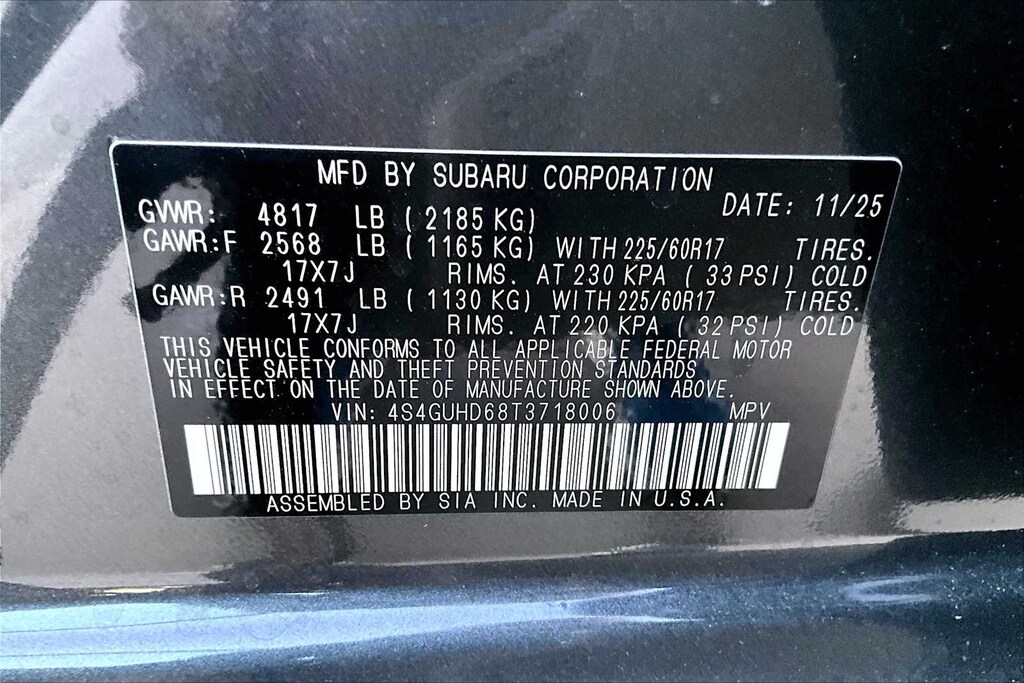 MFD BY SUBARU CORPORATION
DATE: 11/25
GVWR: 4817 LB ( 2185 KG)
GAWR:F 2568 LB ( 1165 KG) WITH 225/60R17 TIRES.
17X7J RIMS. AT 230 KPA ( 33 PSI) COLD
GAWR:R 2491 LB ( 1130 KG) WITH 225/60R17 TIRES.
17X7J RIMS. AT 220 KPA ( 32 PSI) COLD
THIS VEHICLE CONFORMS TO ALL APPLICABLE FEDERAL MOTOR
VEHICLE SAFETY AND THEFT PREVENTION STANDARDS
IN EFFECT ON THE DATE OF MANUFACTURE SHOWN ABOVE.
VIN: 4S4GUHD68T3718006 MPV
ASSEMBLED BY SIA INC. MADE IN U.S.A.